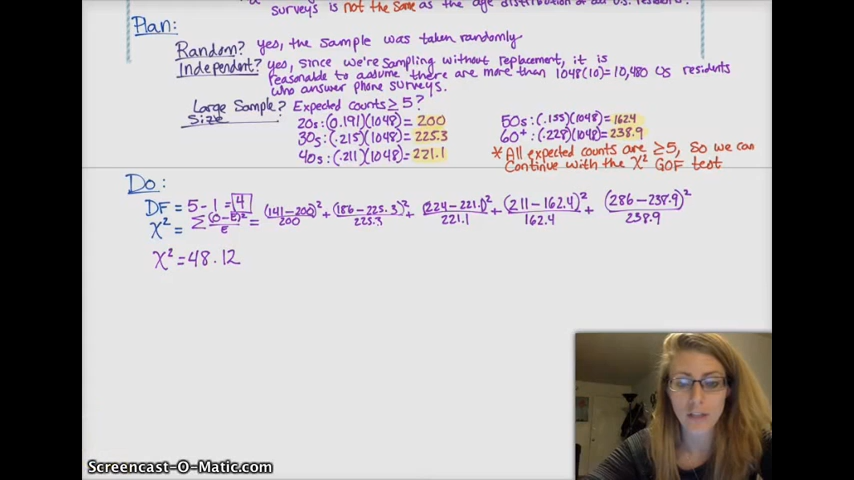 surveys is not the same as the age distribution of all U.S. residents.
Plan:
Random? yes, the sample was taken randomly
Independent? yes, since we're sampling without replacement, it is
reasonable to assume there are more than 1048(10)=10,480 US residents
who answer phone surveys.
Large Sample Size? Expected counts ≥ 5?
20s: (0.191)(1048)= 200
30s: (.215)(1048)= 225.3
40s: (.211)(1048)= 221.1
50s: (.155)(1048)= 162.4
60+: (.228)(1048)= 238.9
* All expected counts are ≥5, So we can
Continue with the χ² GOF test
Do:
DF = 5 - 1 = 4
χ² = Σ(O-E)²/E = (141-200)²/200 + (186-225.3)²/225.3 + (224-221.1)²/221.1 + (211-162.4)²/162.4 + (286-238.9)²/238.9
χ² = 48.12
Screencast-O-Matic.com